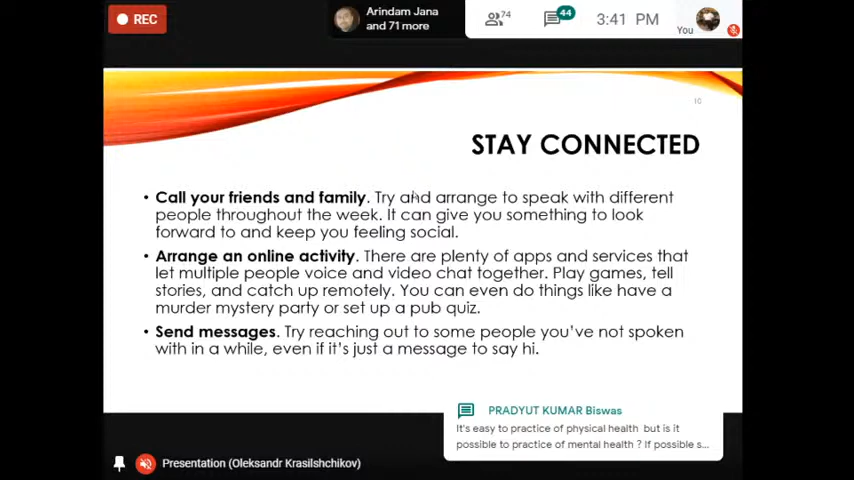 REC
Arindam Jana
and 71 more
74
44
3:41 PM
You
10
STAY CONNECTED
• Call your friends and family. Try and arrange to speak with different
people throughout the week. It can give you something to look
forward to and keep you feeling social.
• Arrange an online activity. There are plenty of apps and services that
let multiple people voice and video chat together. Play games, tell
stories, and catch up remotely. You can even do things like have a
murder mystery party or set up a pub quiz.
• Send messages. Try reaching out to some people you’ve not spoken
with in a while, even if it’s just a message to say hi.
PRADYUT KUMAR Biswas
It's easy to practice of physical health but is it
possible to practice of mental health ? If possible s...
Presentation (Oleksandr Krasilshchikov)